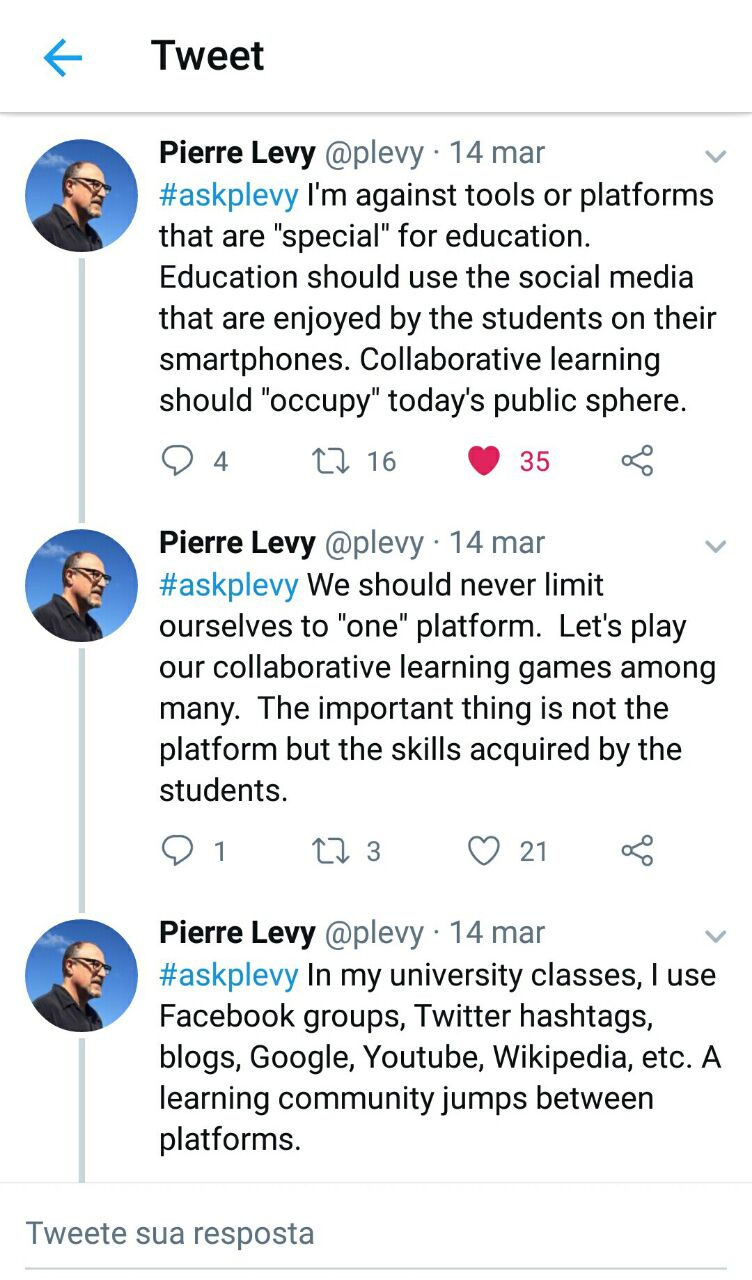 Tweet
Pierre Levy @plevy · 14 mar
#askplevy I'm against tools or platforms
that are "special" for education.
Education should use the social media
that are enjoyed by the students on their
smartphones. Collaborative learning
should "occupy" today's public sphere.
4 16 35
Pierre Levy @plevy · 14 mar
#askplevy We should never limit
ourselves to "one" platform.  Let's play
our collaborative learning games among
many.  The important thing is not the
platform but the skills acquired by the
students.
1 3 21
Pierre Levy @plevy · 14 mar
#askplevy In my university classes, I use
Facebook groups, Twitter hashtags,
blogs, Google, Youtube, Wikipedia, etc. A
learning community jumps between
platforms.
Tweete sua resposta